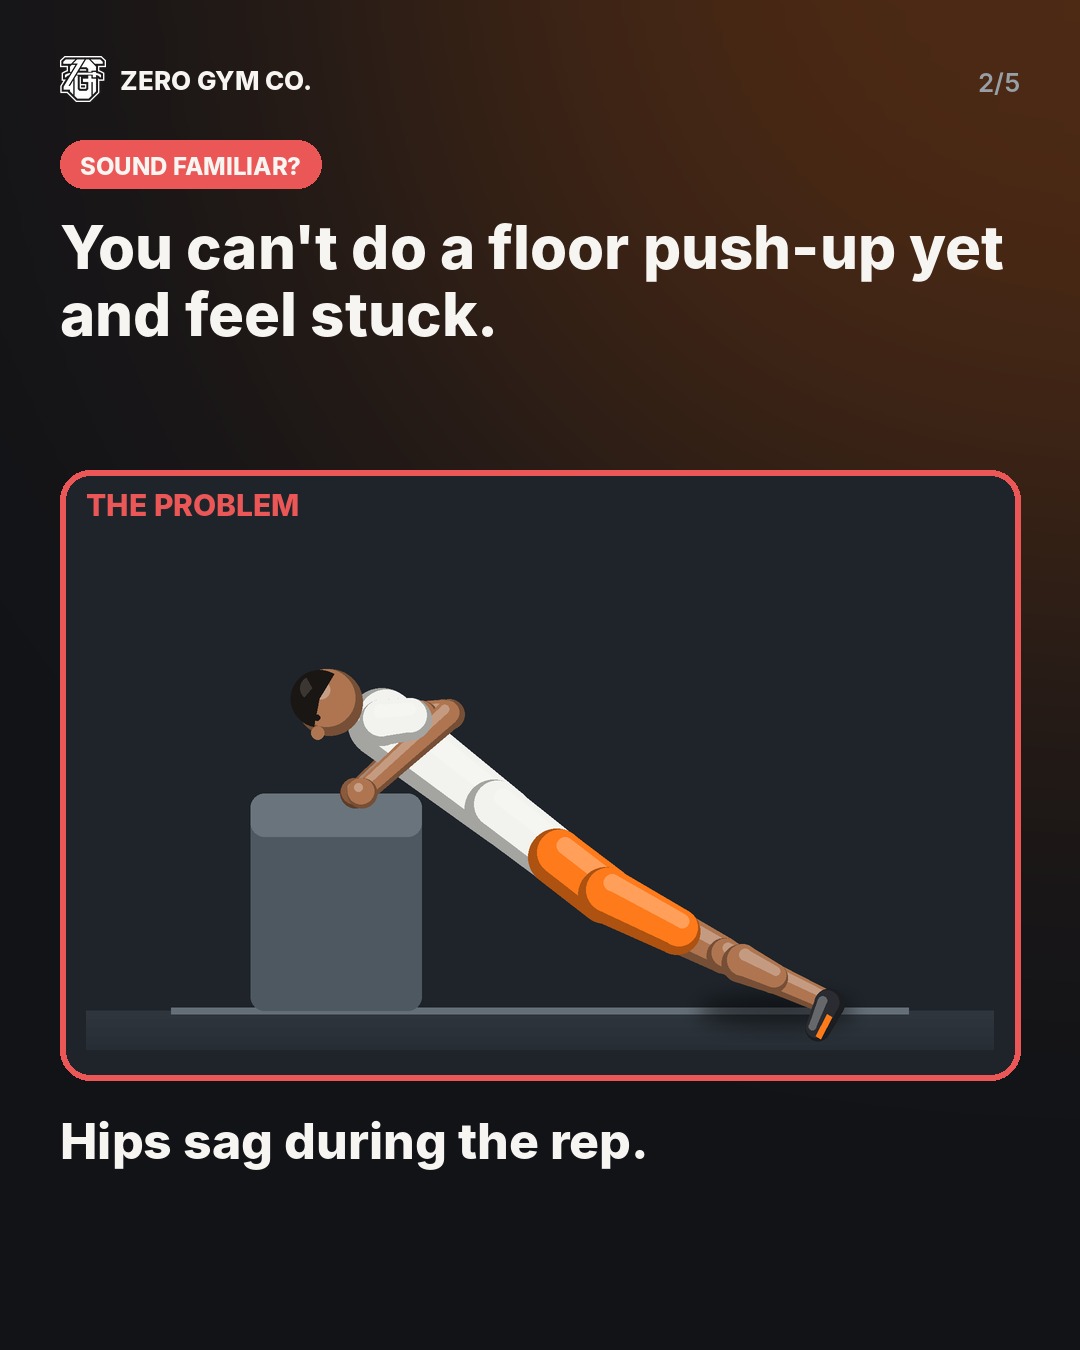 ZERO GYM CO.
2/5
SOUND FAMILIAR?
You can't do a floor push-up yet
and feel stuck.
THE PROBLEM
Hips sag during the rep.